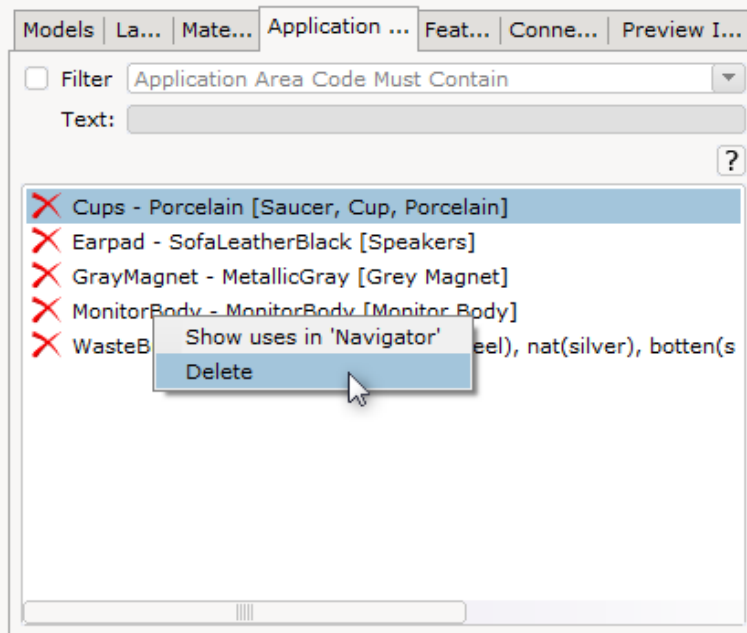 Models La... Mate... Application ... Feat... Conne... Preview I...
Filter Application Area Code Must Contain
Text:
?
Cups - Porcelain [Saucer, Cup, Porcelain]
Earpad - SofaLeatherBlack [Speakers]
GrayMagnet - MetallicGray [Grey Magnet]
MonitorBody - MonitorBody [Monitor Body]
Show uses in 'Navigator'
WasteB eel), nat(silver), botten(s
Delete